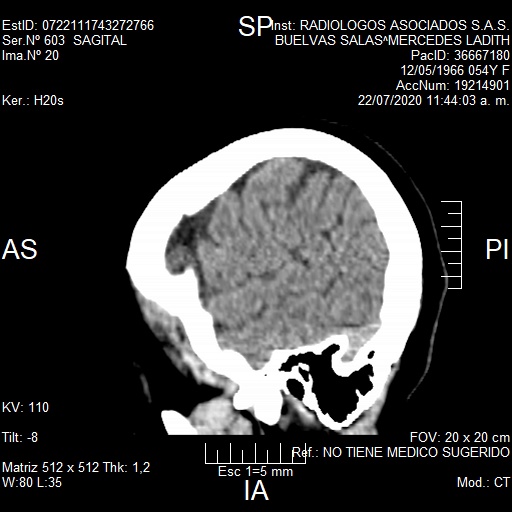 EstID: 0722111743272766
Ser.Nº 603 SAGITAL
Ima.Nº 20
Ker.: H20s
SP
Inst: RADIOLOGOS ASOCIADOS S.A.S.
BUELVAS SALAS^MERCEDES LADITH
PacID: 36667180
12/05/1966 054Y F
AccNum: 19214901
22/07/2020 11:44:03 a. m.
AS
PI
KV: 110
Tilt: -8
Matriz 512 x 512 Thk: 1,2
W:80 L:35
Esc 1=5 mm
IA
FOV: 20 x 20 cm
Ref.: NO TIENE MEDICO SUGERIDO
Mod.: CT